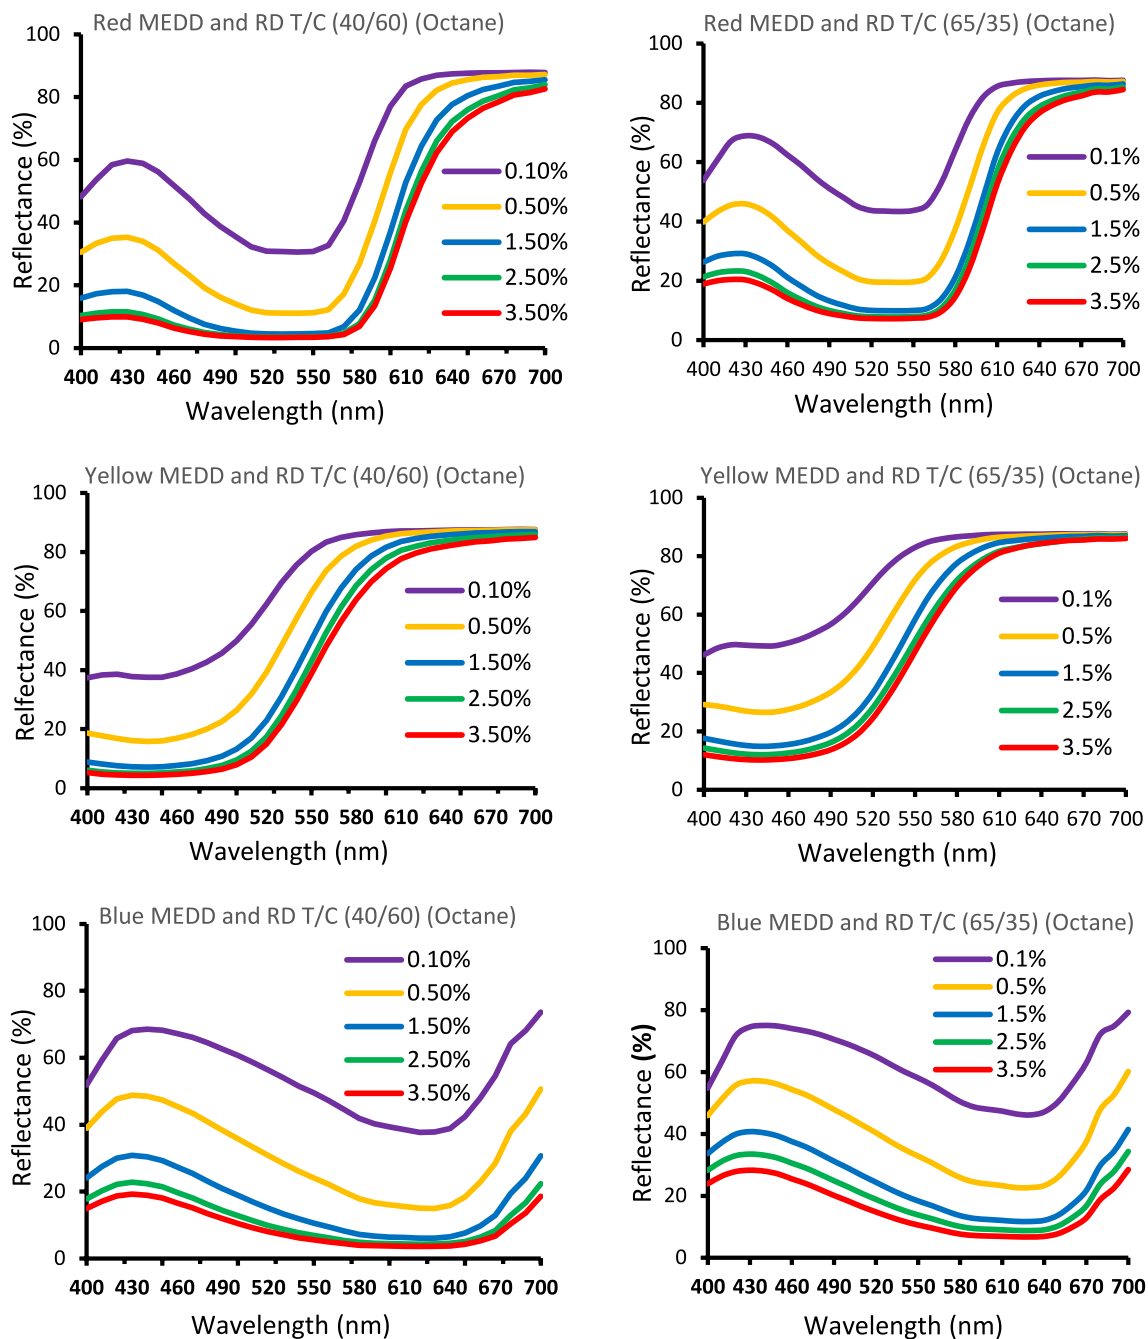 Red MEDD and RD T/C (40/60) (Octane)
100
80
60
40
20
0
Reflectance (%)
0.10%
0.50%
1.50%
2.50%
3.50%
400 430 460 490 520 550 580 610 640 670 700
Wavelength (nm)
Red MEDD and RD T/C (65/35) (Octane)
100
80
60
40
20
0
Reflectance (%)
0.1%
0.5%
1.5%
2.5%
3.5%
400 430 460 490 520 550 580 610 640 670 700
Wavelength (nm)
Yellow MEDD and RD T/C (40/60) (Octane)
100
80
60
40
20
0
Relfectance (%)
0.10%
0.50%
1.50%
2.50%
3.50%
400 430 460 490 520 550 580 610 640 670 700
Wavelength (nm)
Yellow MEDD and RD T/C (65/35) (Octane)
100
80
60
40
20
0
Reflectance (%)
0.1%
0.5%
1.5%
2.5%
3.5%
400 430 460 490 520 550 580 610 640 670 700
Wavelength (nm)
Blue MEDD and RD T/C (40/60) (Octane)
100
80
60
40
20
0
Reflectance (%)
0.10%
0.50%
1.50%
2.50%
3.50%
400 430 460 490 520 550 580 610 640 670 700
Wavelength (nm)
Blue MEDD and RD T/C (65/35) (Octane)
100
80
60
40
20
0
Reflectance (%)
0.1%
0.5%
1.5%
2.5%
3.5%
400 430 460 490 520 550 580 610 640 670 700
Wavelength (nm)